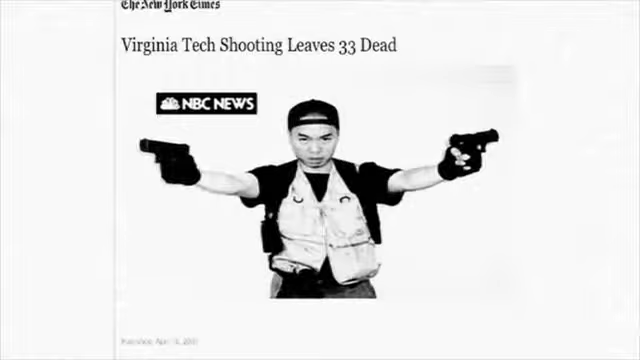 The New York Times
Virginia Tech Shooting Leaves 33 Dead
NBC NEWS